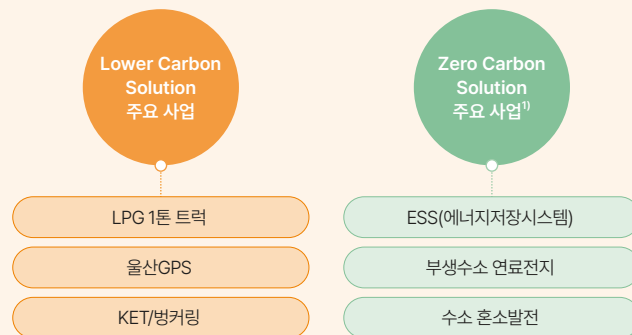 Lower Carbon
Solution
주요 사업
LPG 1톤 트럭
울산GPS
KET/벙커링
Zero Carbon
Solution
주요 사업1)
ESS(에너지저장시스템)
부생수소 연료전지
수소 혼소발전